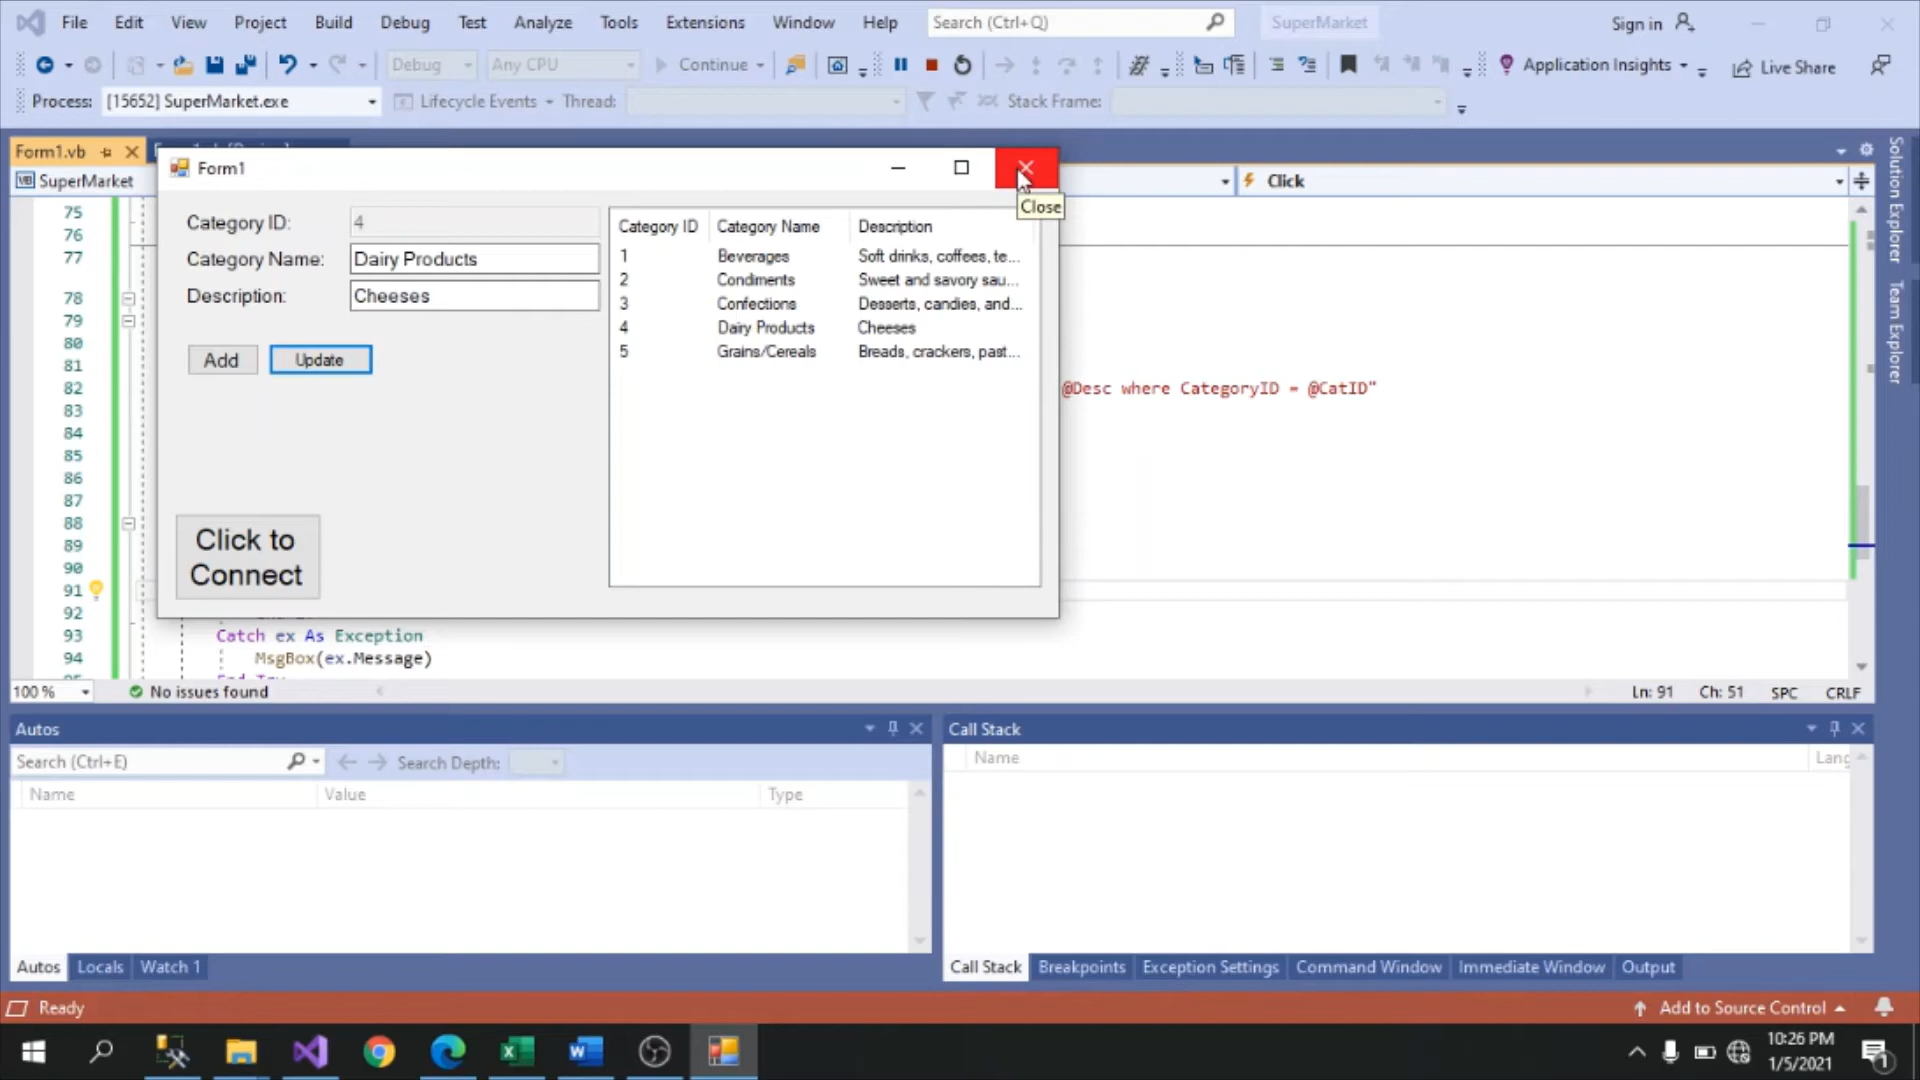 File Edit View Project Build Debug Test Analyze Tools Extensions Window Help Search (Ctrl+Q) SuperMarket Sign in
Debug Any CPU Continue Application Insights Live Share
Process: [15652] SuperMarket.exe Lifecycle Events Thread: Stack Frame:
Form1.vb
SuperMarket Click
Form1
Close
Category ID: 4
Category Name: Dairy Products
Description: Cheeses
Add Update
Click to
Connect
Category ID Category Name Description
1 Beverages Soft drinks, coffees, te...
2 Condiments Sweet and savory sau...
3 Confections Desserts, candies, and...
4 Dairy Products Cheeses
5 Grains/Cereals Breads, crackers, past...
75
76
77
78
79
80
81
82 @Desc where CategoryID = @CatID"
83
84
85
86
87
88
89
90
91
92
93 Catch ex As Exception
94 MsgBox(ex.Message)
100 % No issues found Ln: 91 Ch: 51 SPC CRLF
Solution Explorer
Team Explorer
Autos
Search (Ctrl+E) Search Depth:
Name Value Type
Autos Locals Watch 1
Call Stack
Name Lang
Call Stack Breakpoints Exception Settings Command Window Immediate Window Output
Ready Add to Source Control
10:26 PM
1/5/2021
1